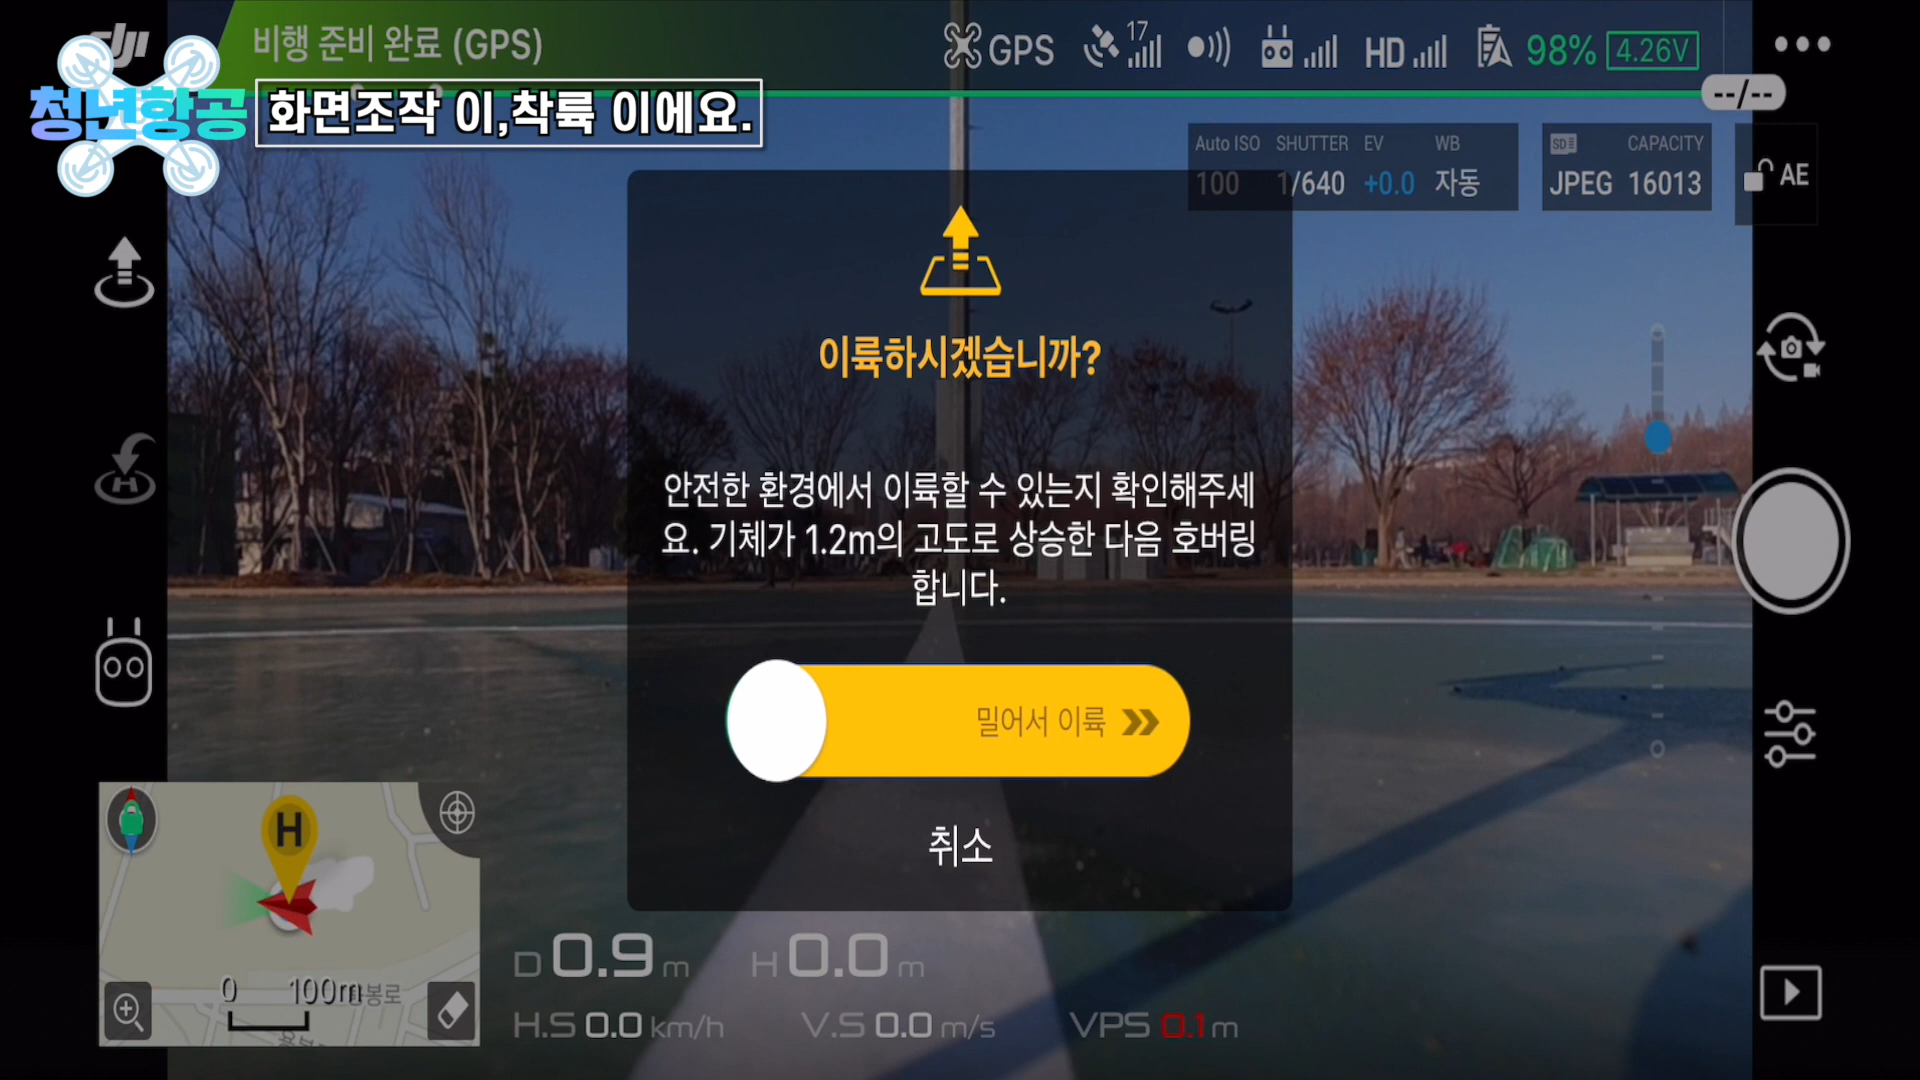 dji
비행 준비 완료 (GPS)
GPS
17
HD
98%
4.26V
--/--
청년항공
화면조작 이,착륙 이에요.
Auto ISO SHUTTER EV WB
100 1/640 +0.0 자동
SD CAPACITY
JPEG 16013
AE
이륙하시겠습니까?
안전한 환경에서 이륙할 수 있는지 확인해주세
요. 기체가 1.2m의 고도로 상승한 다음 호버링
합니다.
밀어서 이륙
취소
H
H
0 100m
봉로
D 0.9 m H 0.0 m
H.S 0.0 km/h V.S 0.0 m/s VPS 0.1 m